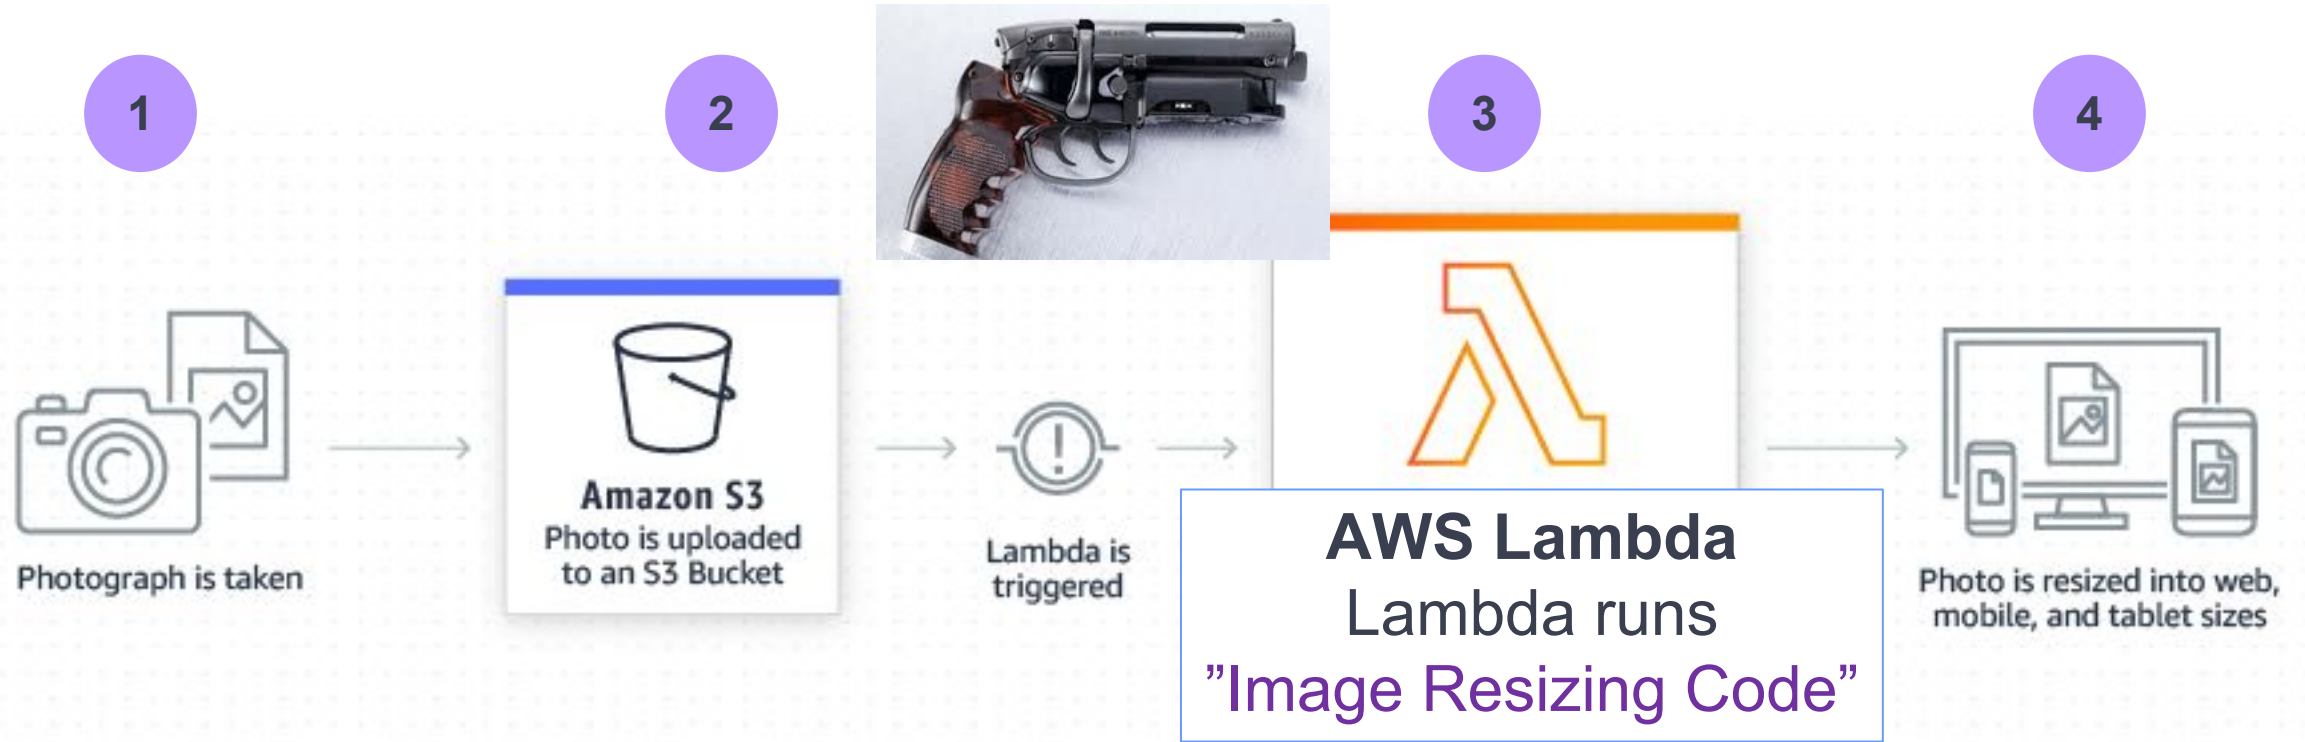 1
2
3
4
Photograph is taken
Amazon S3
Photo is uploaded
to an S3 Bucket
Lambda is
triggered
AWS Lambda
Lambda runs
”Image Resizing Code”
Photo is resized into web,
mobile, and tablet sizes